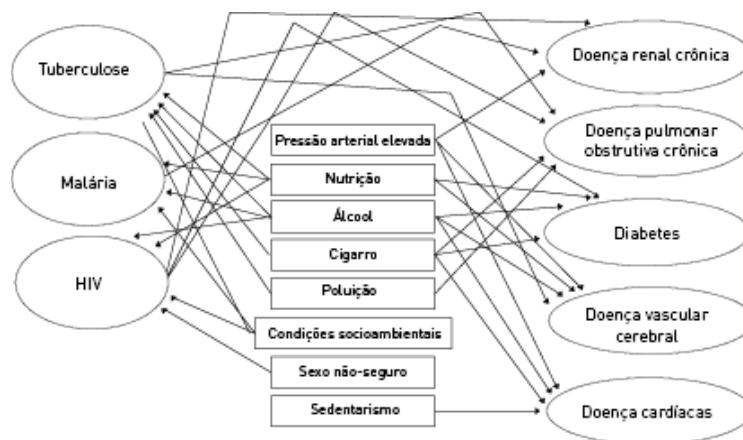 Tuberculose
Malária
HIV
Pressão arterial elevada
Nutrição
Álcool
Cigarro
Poluição
Condições socioambientais
Sexo não-seguro
Sedentarismo
Doença renal crônica
Doença pulmonar
obstrutiva crônica
Diabetes
Doença vascular
cerebral
Doença cardíacas